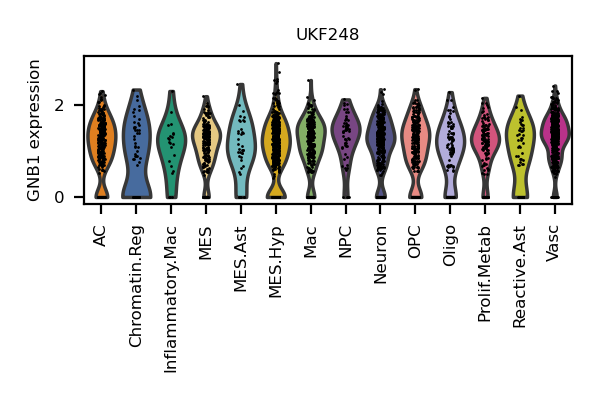 UKF248
GNB1 expression
2
0
AC
Chromatin.Reg
Inflammatory.Mac
MES
MES.Ast
MES.Hyp
Mac
NPC
Neuron
OPC
Oligo
Prolif.Metab
Reactive.Ast
Vasc